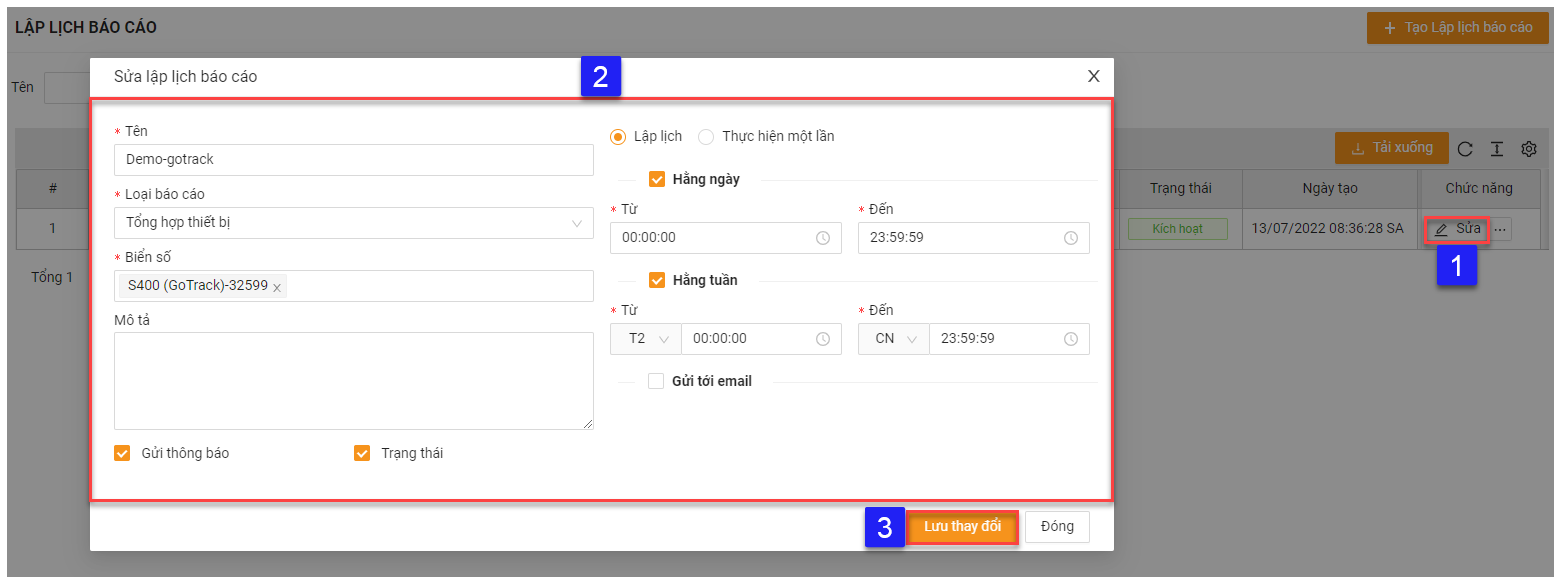 LẬP LỊCH BÁO CÁO
+ Tạo Lập lịch báo cáo
Tên
Sửa lập lịch báo cáo
2
X
* Tên
Demo-gotrack
* Loại báo cáo
Tổng hợp thiết bị
* Biển số
S400 (GoTrack)-32599 x
Mô tả
Gửi thông báo
Trạng thái
Lập lịch
Thực hiện một lần
Hằng ngày
* Từ
* Đến
00:00:00
23:59:59
Hằng tuần
* Từ
* Đến
T2
00:00:00
CN
23:59:59
Gửi tới email
3
Lưu thay đổi
Đóng
Tải xuống
#
Trạng thái
Ngày tạo
Chức năng
1
Kích hoạt
13/07/2022 08:36:28 SA
Sửa
...
1
Tổng 1